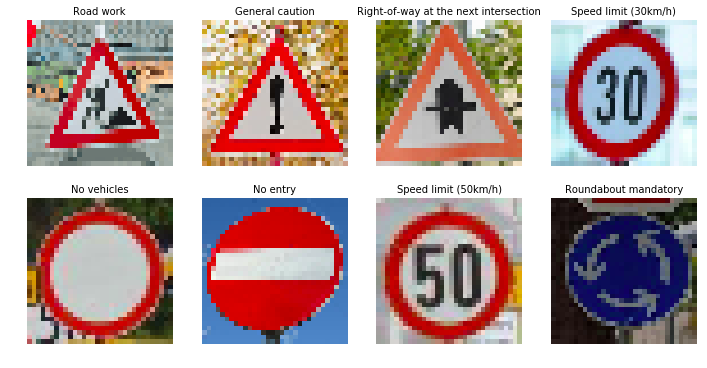 Road work
General caution
Right-of-way at the next intersection
Speed limit (30km/h)
30
No vehicles
No entry
Speed limit (50km/h)
Roundabout mandatory
50